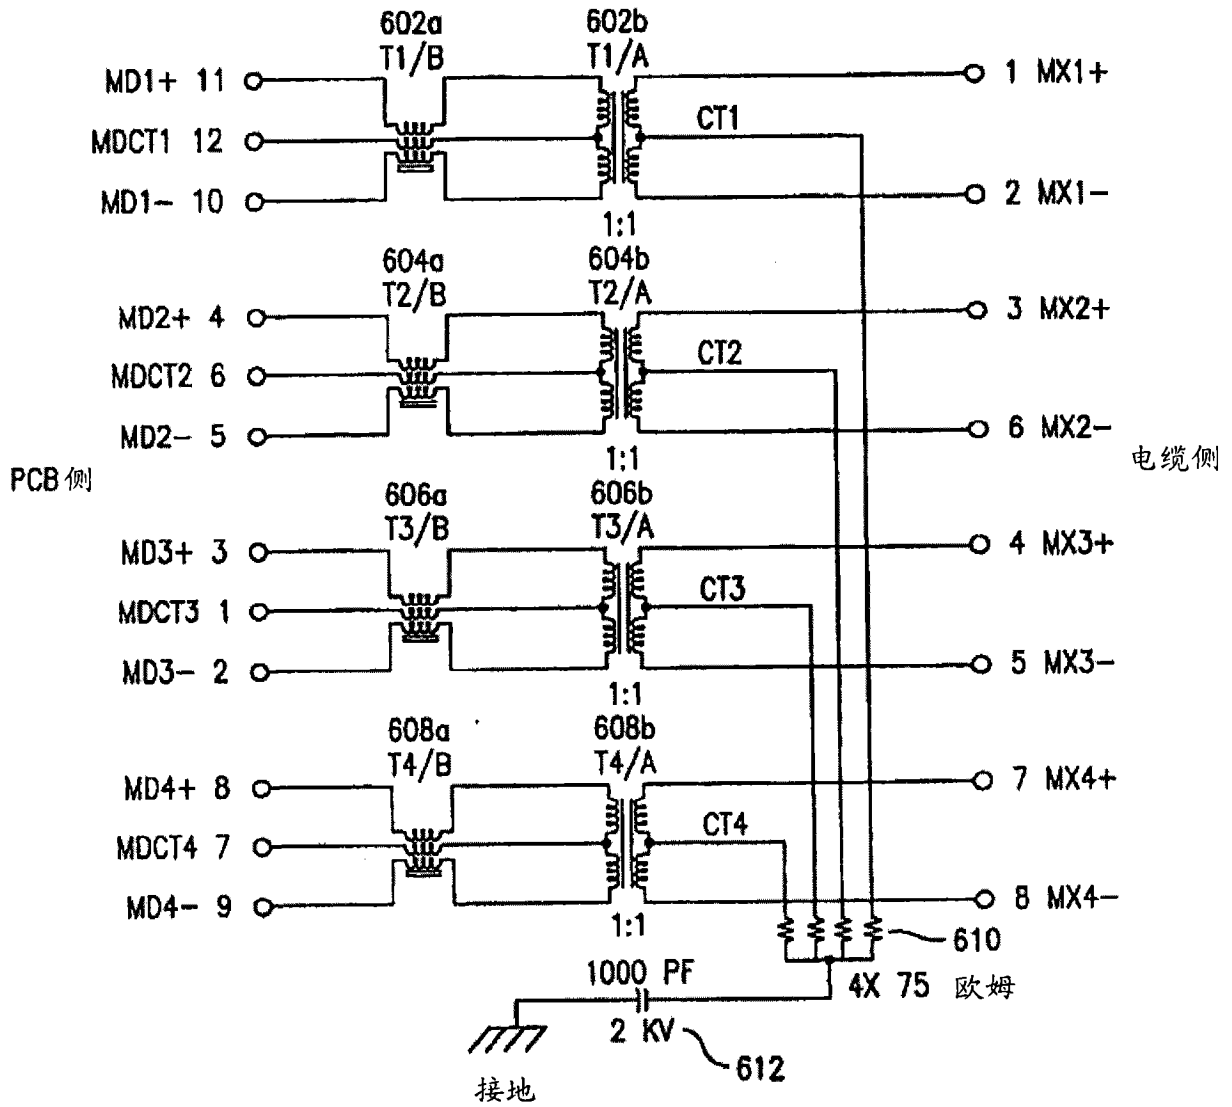 602a 602b
T1/B T1/A
MD1+ 11 1 MX1+
CT1
MDCT1 12
MD1- 10 2 MX1-
1:1
604a 604b
T2/B T2/A
MD2+ 4 3 MX2+
CT2
MDCT2 6
MD2- 5 6 MX2-
1:1
PCB 侧 电缆侧
606a 606b
T3/B T3/A
MD3+ 3 4 MX3+
CT3
MDCT3 1
MD3- 2 5 MX3-
1:1
608a 608b
T4/B T4/A
MD4+ 8 7 MX4+
CT4
MDCT4 7
MD4- 9 8 MX4-
1:1
610
1000 PF 4X 75 欧姆
2 KV
612
接地